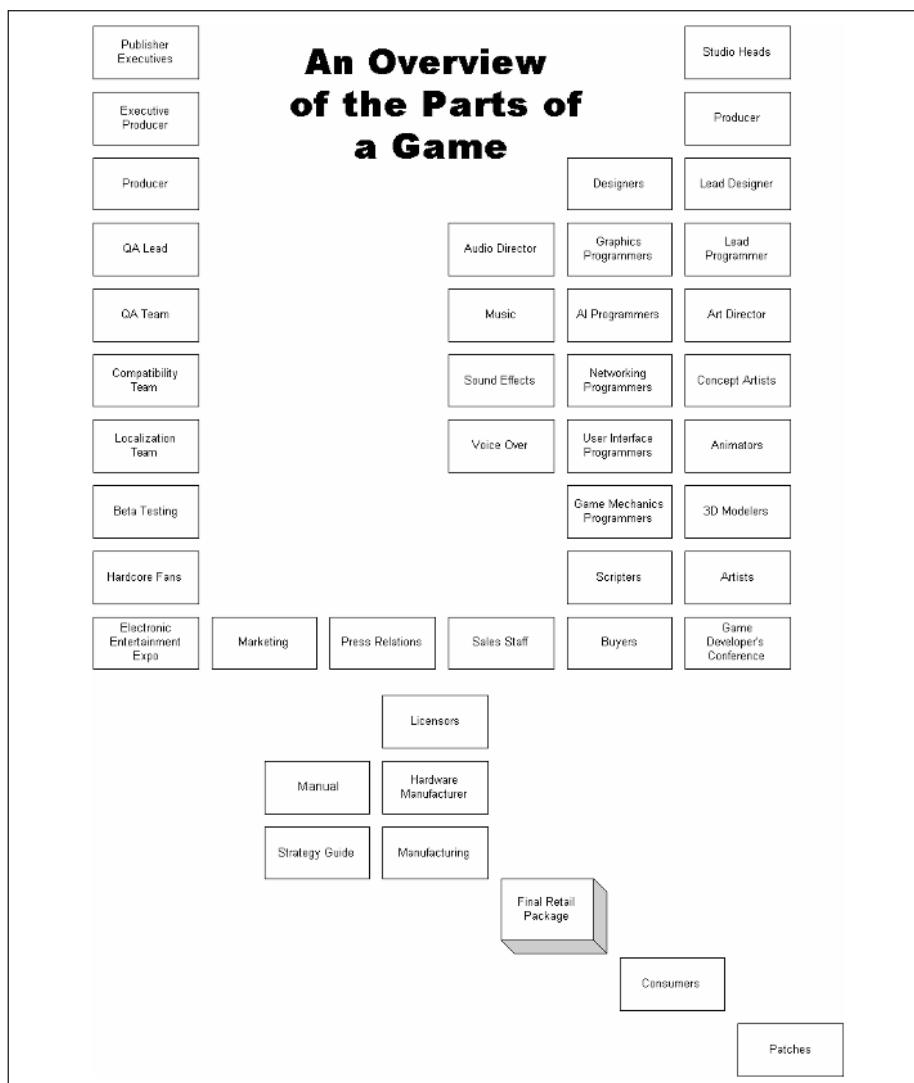 An Overview
of the Parts of
a Game
Publisher
Executives
Studio Heads
Executive
Producer
Producer
Producer
Designers
Lead Designer
QA Lead
Audio Director
Graphics
Programmers
Lead
Programmer
QA Team
Music
AI Programmers
Art Director
Compatibility
Team
Sound Effects
Networking
Programmers
Concept Artists
Localization
Team
Voice Over
User Interface
Programmers
Animators
Beta Testing
Game Mechanics
Programmers
3D Modelers
Hardcore Fans
Scripters
Artists
Electronic
Entertainment
Expo
Marketing
Press Relations
Sales Staff
Buyers
Game
Developer's
Conference
Licensors
Manual
Hardware
Manufacturer
Strategy Guide
Manufacturing
Final Retail
Package
Consumers
Patches